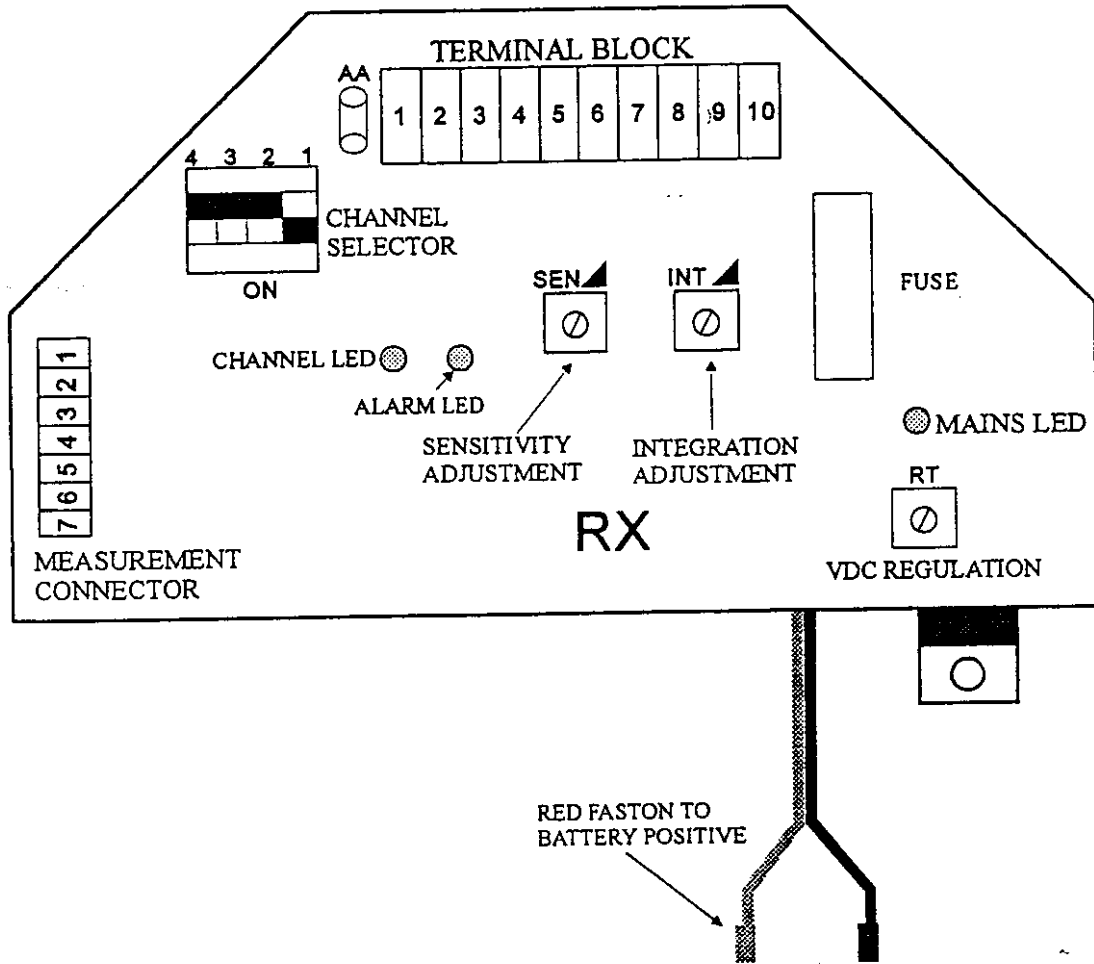 TERMINAL BLOCK
AA
1 2 3 4 5 6 7 8 9 10
4 3 2 1
CHANNEL
SELECTOR
ON
SEN
INT
FUSE
1
2
3
4
5
6
7
CHANNEL LED
ALARM LED
MAINS LED
SENSITIVITY
ADJUSTMENT
INTEGRATION
ADJUSTMENT
RT
RX
MEASUREMENT
CONNECTOR
VDC REGULATION
RED FASTON TO
BATTERY POSITIVE